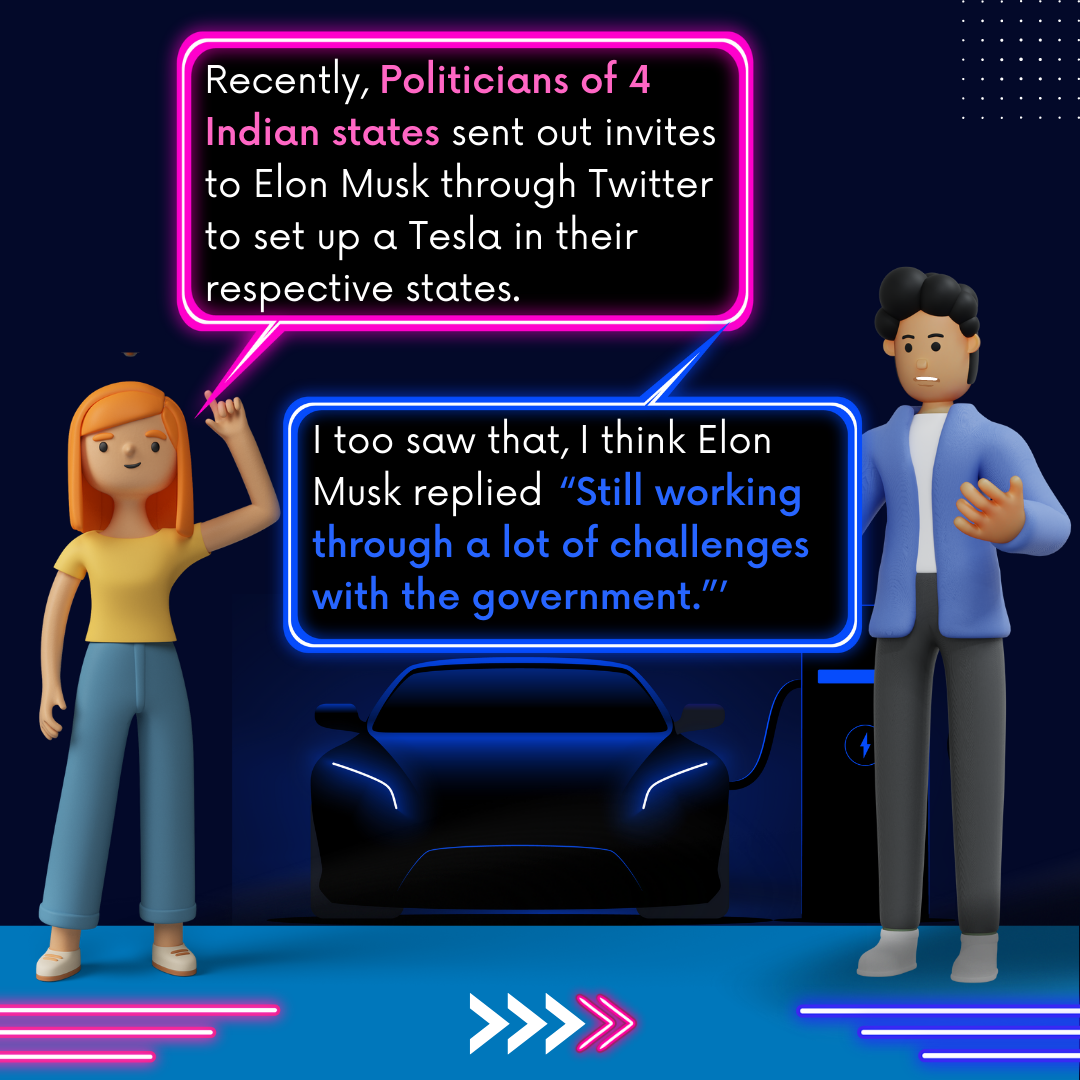 Recently, Politicians of 4
Indian states sent out invites
to Elon Musk through Twitter
to set up a Tesla in their
respective states.
I too saw that, I think Elon
Musk replied “Still working
through a lot of challenges
with the government.”’